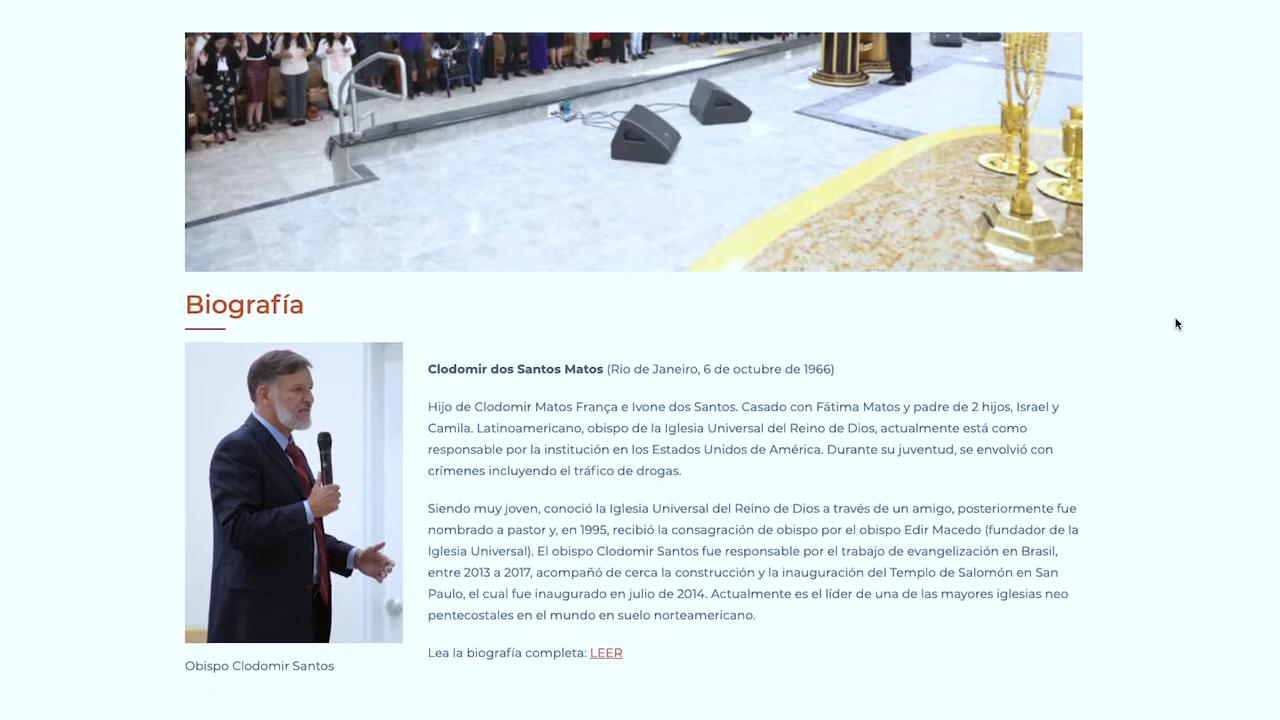 Biografía
Clodomir dos Santos Matos (Rio de Janeiro, 6 de octubre de 1966)
Hijo de Clodomir Matos França e Ivone dos Santos. Casado con Fátima Matos y padre de 2 hijos, Israel y
Camila. Latinoamericano, obispo de la Iglesia Universal del Reino de Dios, actualmente está como
responsable por la institución en los Estados Unidos de América. Durante su juventud, se envolvió con
crímenes incluyendo el tráfico de drogas.
Siendo muy joven, conoció la Iglesia Universal del Reino de Dios a través de un amigo, posteriormente fue
nombrado a pastor y, en 1995, recibió la consagración de obispo por el obispo Edir Macedo (fundador de la
Iglesia Universal). El obispo Clodomir Santos fue responsable por el trabajo de evangelización en Brasil,
entre 2013 a 2017, acompañó de cerca la construcción y la inauguración del Templo de Salomón en San
Paulo, el cual fue inaugurado en julio de 2014. Actualmente es el líder de una de las mayores iglesias neo
pentecostales en el mundo en suelo norteamericano.
Lea la biografía completa: LEER
Obispo Clodomir Santos